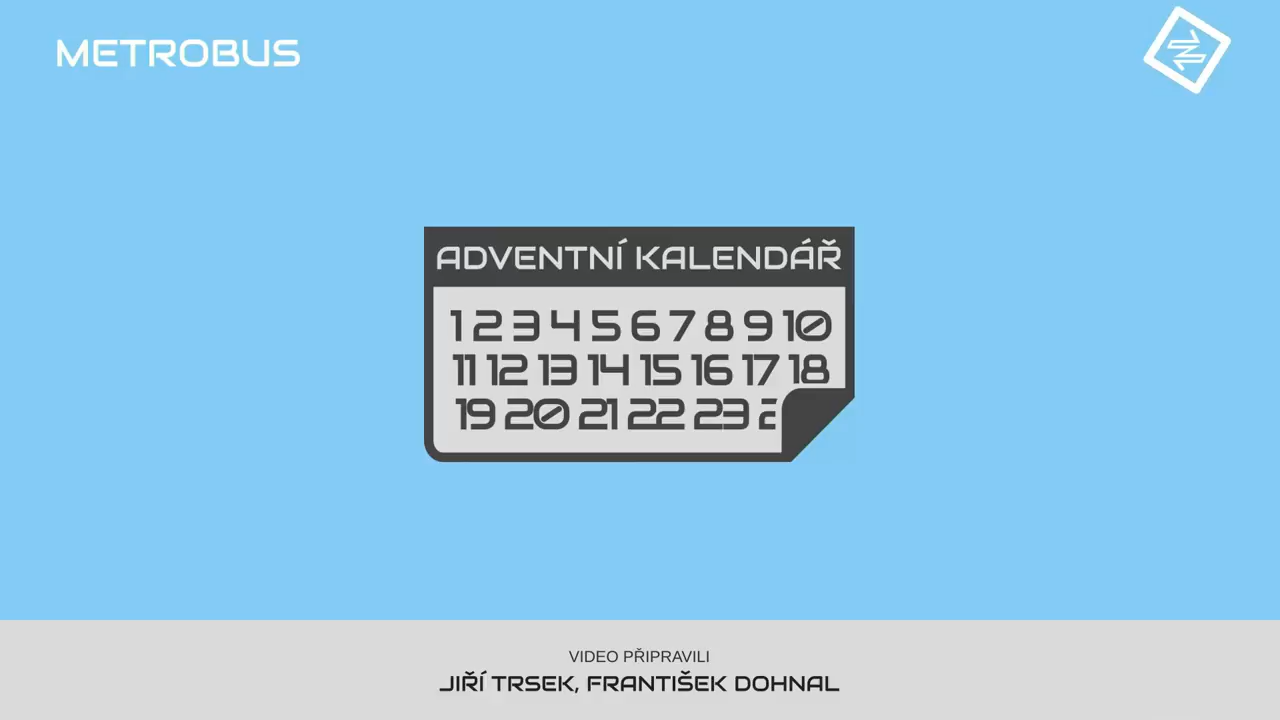 METROBUS
ADVENTNÍ KALENDÁŘ
1 2 3 4 5 6 7 8 9 10
11 12 13 14 15 16 17 18
19 20 21 22 23 2
VIDEO PŘIPRAVILI
JIŘÍ TRSEK, FRANTIŠEK DOHNAL